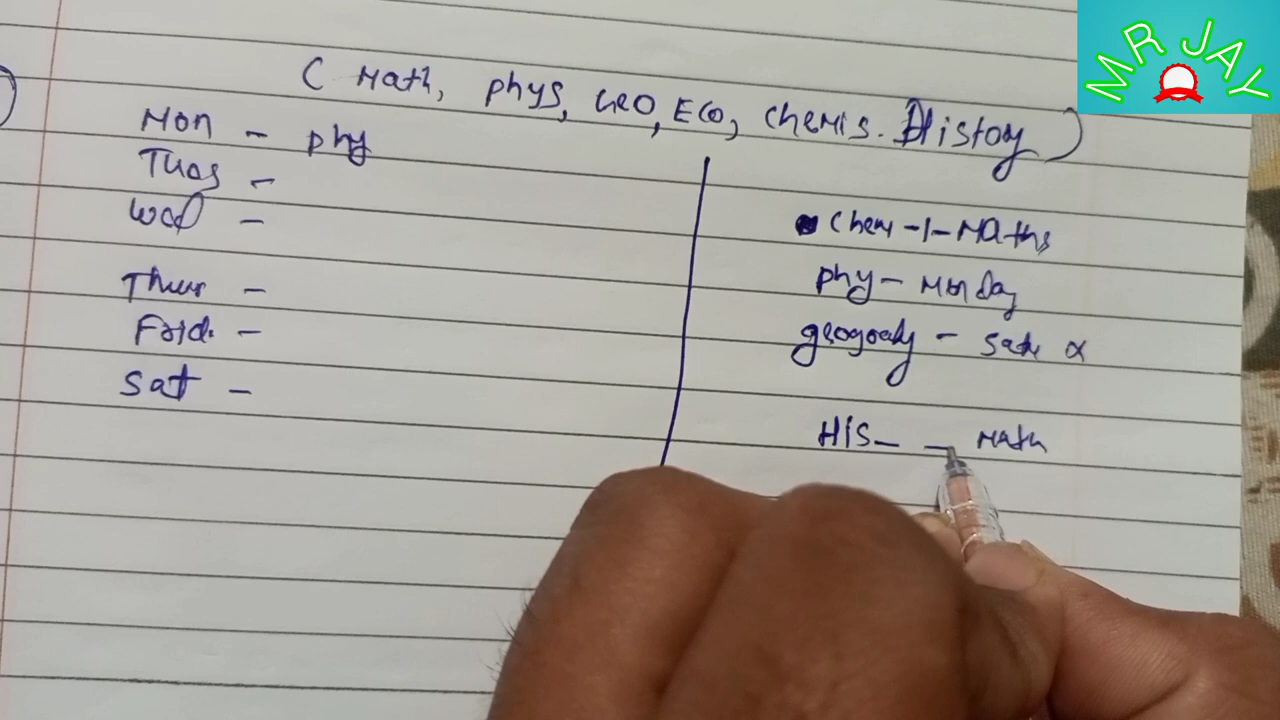 MR JAY
( Math, phys, GEO, Eco, chemis. History )
Mon - phy
Tues -
Wed -
Thur -
Frid. -
Sat -
Chem -1- Maths
phy - Monday
- Sat x
HiS - - Math